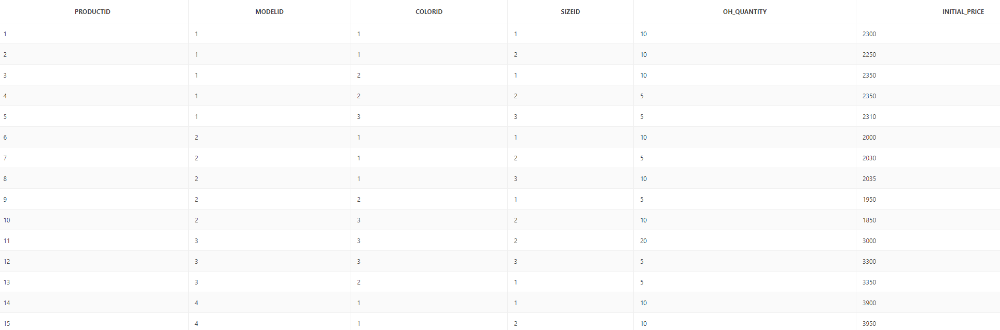 PRODUCTID MODELID COLORID SIZEID OH_QUANTITY INITIAL_PRICE
1 1 1 1 10 2300
2 1 1 2 10 2250
3 1 2 1 10 2350
4 1 2 2 5 2350
5 1 3 3 5 2310
6 2 1 1 10 2000
7 2 1 2 5 2030
8 2 1 3 10 2035
9 2 2 1 5 1950
10 2 3 2 10 1850
11 3 3 2 20 3000
12 3 3 3 5 3300
13 3 2 1 5 3350
14 4 1 1 10 3900
15 4 1 2 10 3950